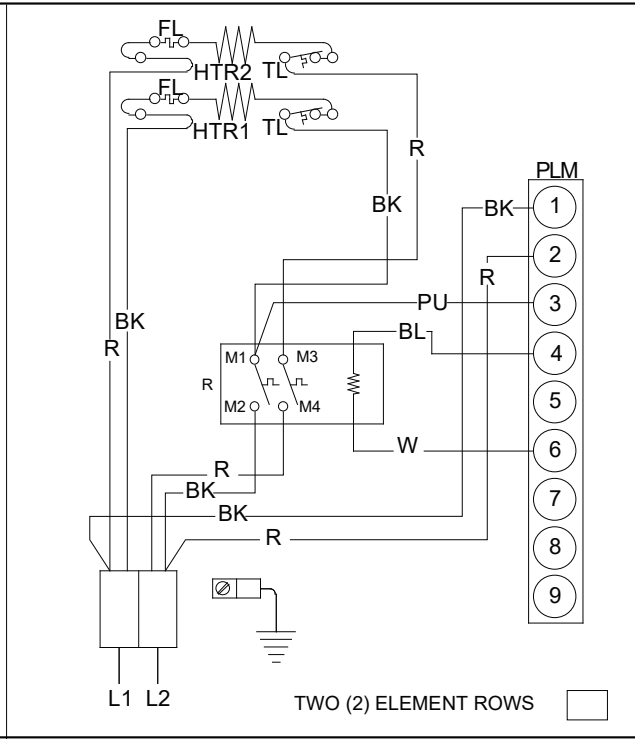 FL
HTR2 TL
FL
HTR1 TL
R
PLM
BK
BK 1
R 2
PU 3
BK
BL 4
R
M1 M3
R
M2 M4
5
W 6
R
BK 7
BK
R 8
9
L1 L2
TWO (2) ELEMENT ROWS